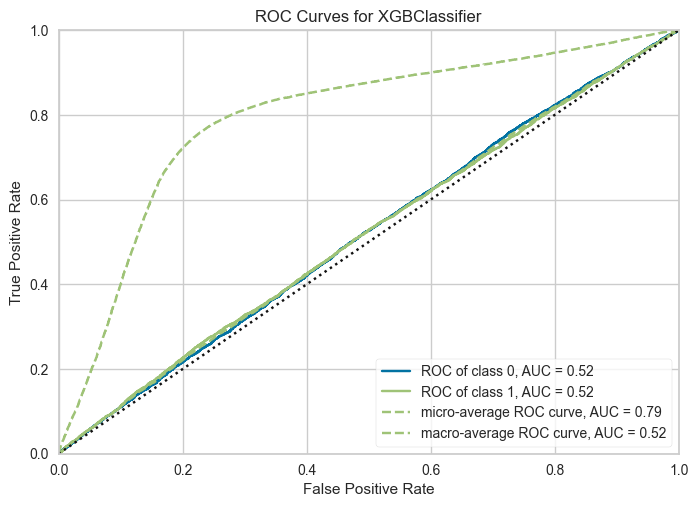 ROC Curves for XGBClassifier
True Positive Rate
1.0
0.8
0.6
0.4
0.2
0.0
ROC of class 0, AUC = 0.52
ROC of class 1, AUC = 0.52
micro-average ROC curve, AUC = 0.79
macro-average ROC curve, AUC = 0.52
0.0 0.2 0.4 0.6 0.8 1.0
False Positive Rate